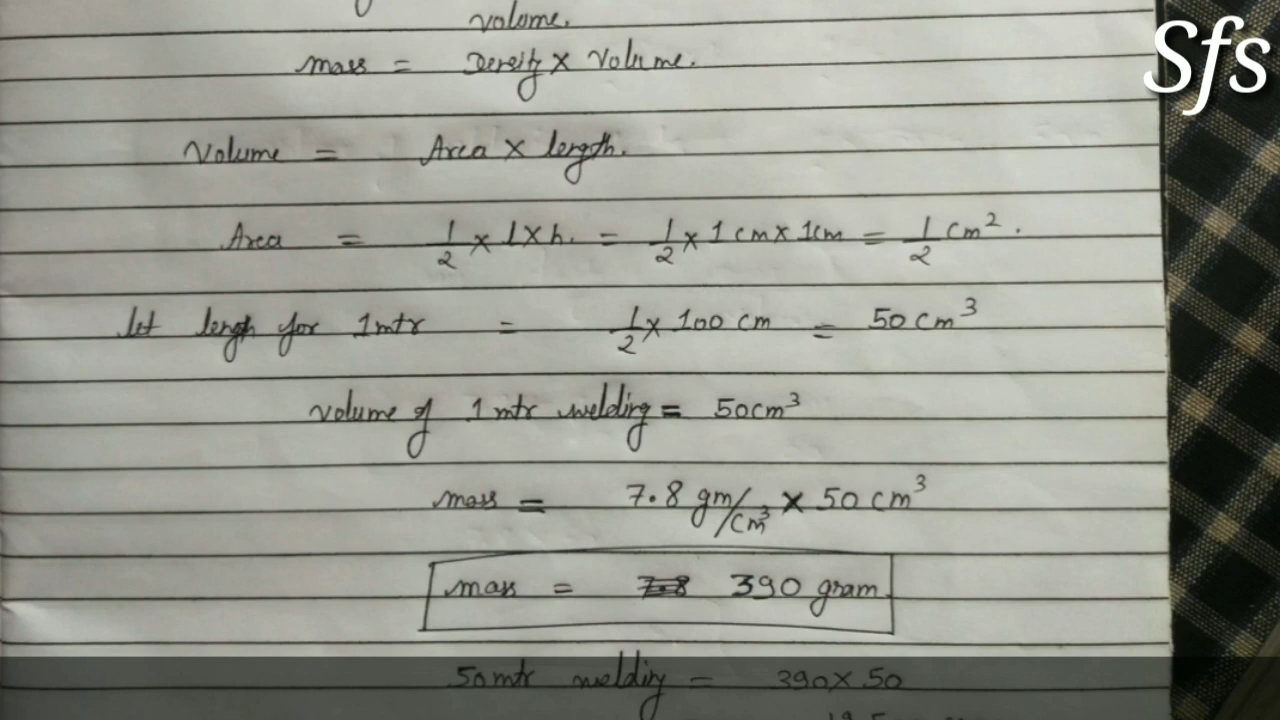 Sfs
volume.
mass = Density × Volume.
Volume = Area × length.
Area = 1/2 × l × h. = 1/2 × 1 cm × 1cm = 1/2 cm².
let length for 1mtr = 1/2 × 100 cm = 50 cm³
volume of 1 mtr welding = 50cm³
mass = 7.8 gm/cm³ × 50 cm³
mass = 390 gram
50mtr welding = 390 × 50